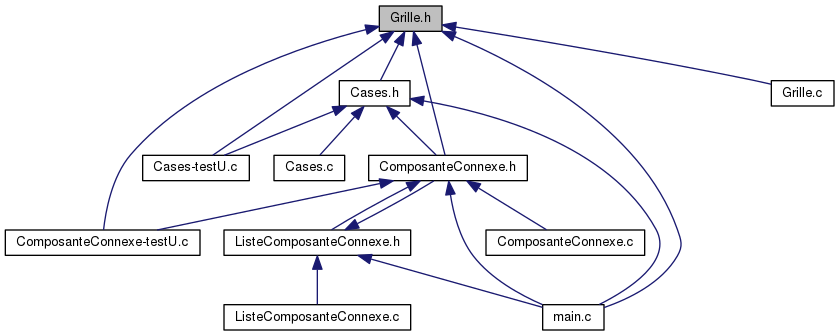 Grille.h
Cases.h
Grille.c
Cases-testU.c
Cases.c
ComposanteConnexe.h
ComposanteConnexe-testU.c
ListeComposanteConnexe.h
ComposanteConnexe.c
ListeComposanteConnexe.c
main.c